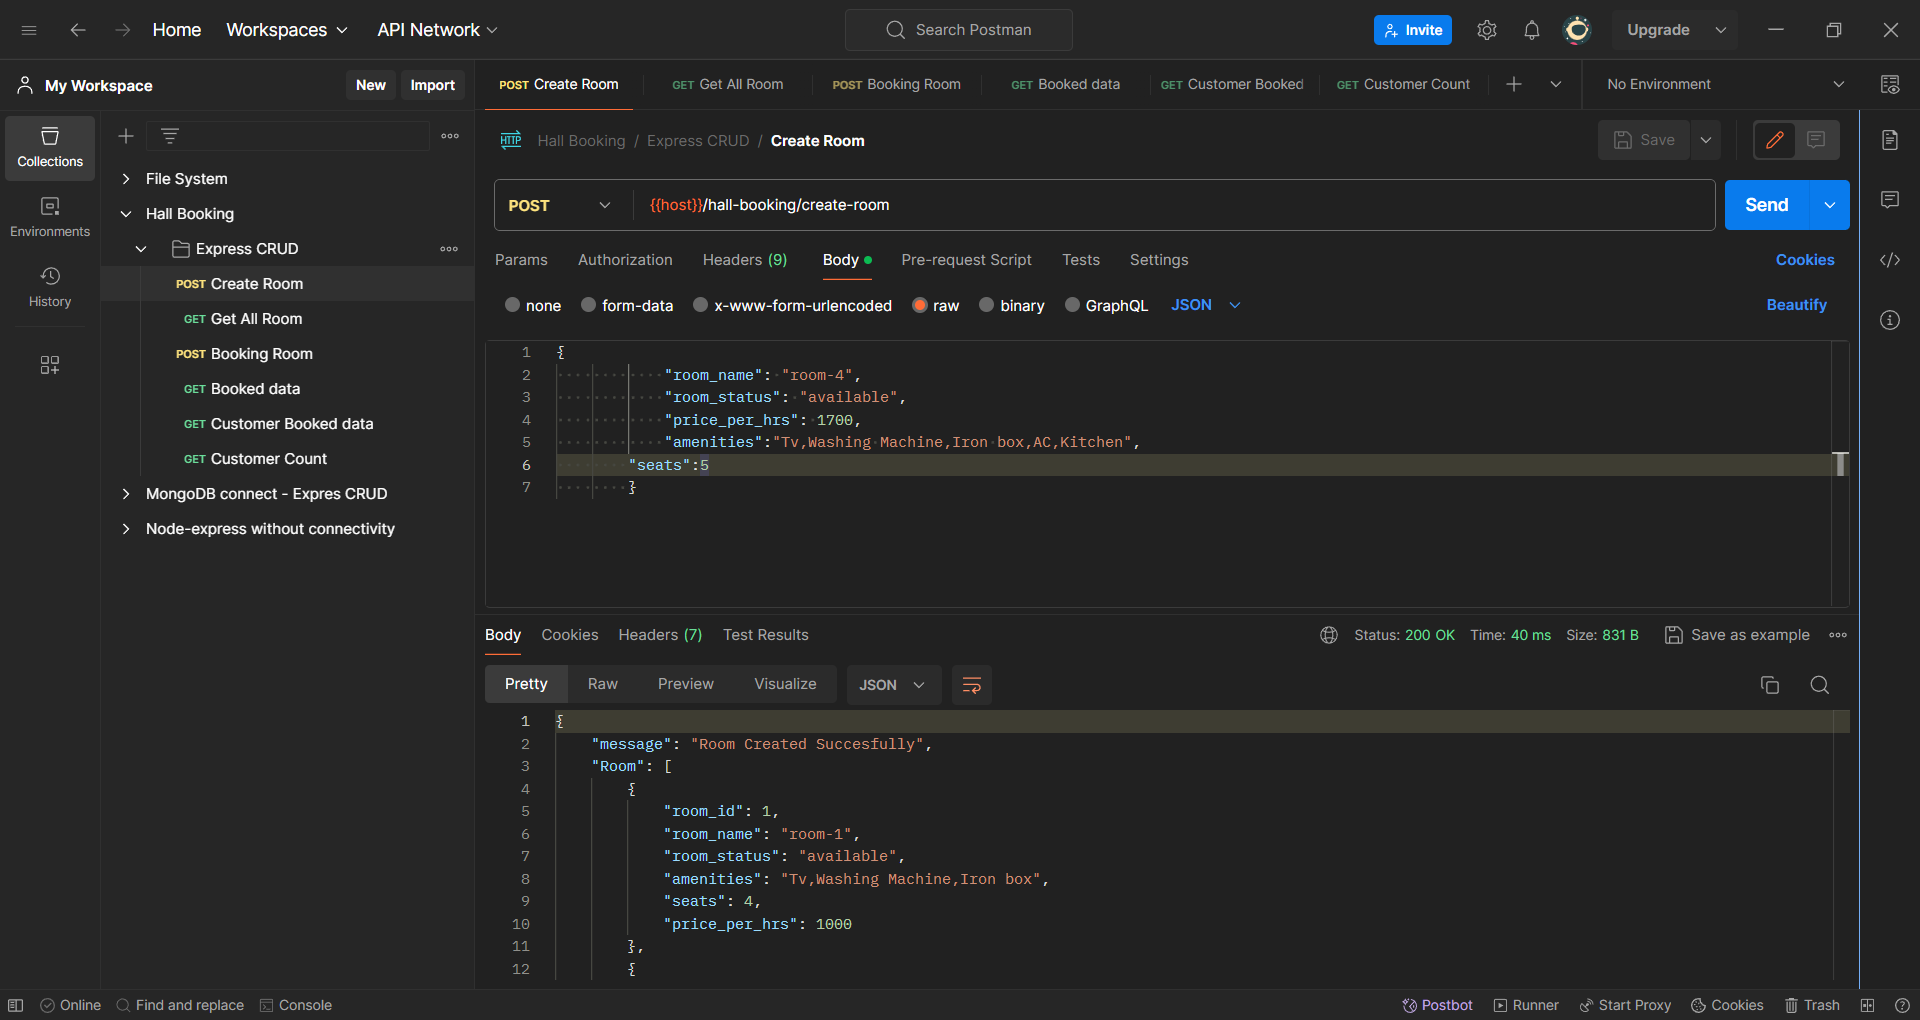 Home Workspaces API Network Search Postman Invite Upgrade
My Workspace New Import POST Create Room GET Get All Room POST Booking Room GET Booked data GET Customer Booked GET Customer Count No Environment
Collections
Environments
History
File System
Hall Booking
Express CRUD
POST Create Room
GET Get All Room
POST Booking Room
GET Booked data
GET Customer Booked data
GET Customer Count
MongoDB connect - Expres CRUD
Node-express without connectivity
HTTP Hall Booking / Express CRUD / Create Room Save
POST {{host}}/hall-booking/create-room Send
Params Authorization Headers (9) Body Pre-request Script Tests Settings Cookies
none form-data x-www-form-urlencoded raw binary GraphQL JSON Beautify
1 {
2 "room_name": "room-4",
3 "room_status": "available",
4 "price_per_hrs": 1700,
5 "amenities":"Tv,Washing Machine,Iron box,AC,Kitchen",
6 "seats":5
7 }
Body Cookies Headers (7) Test Results Status: 200 OK Time: 40 ms Size: 831 B Save as example
Pretty Raw Preview Visualize JSON
1 {
2 "message": "Room Created Succesfully",
3 "Room": [
4 {
5 "room_id": 1,
6 "room_name": "room-1",
7 "room_status": "available",
8 "amenities": "Tv,Washing Machine,Iron box",
9 "seats": 4,
10 "price_per_hrs": 1000
11 },
12 {
Online Find and replace Console Postbot Runner Start Proxy Cookies Trash